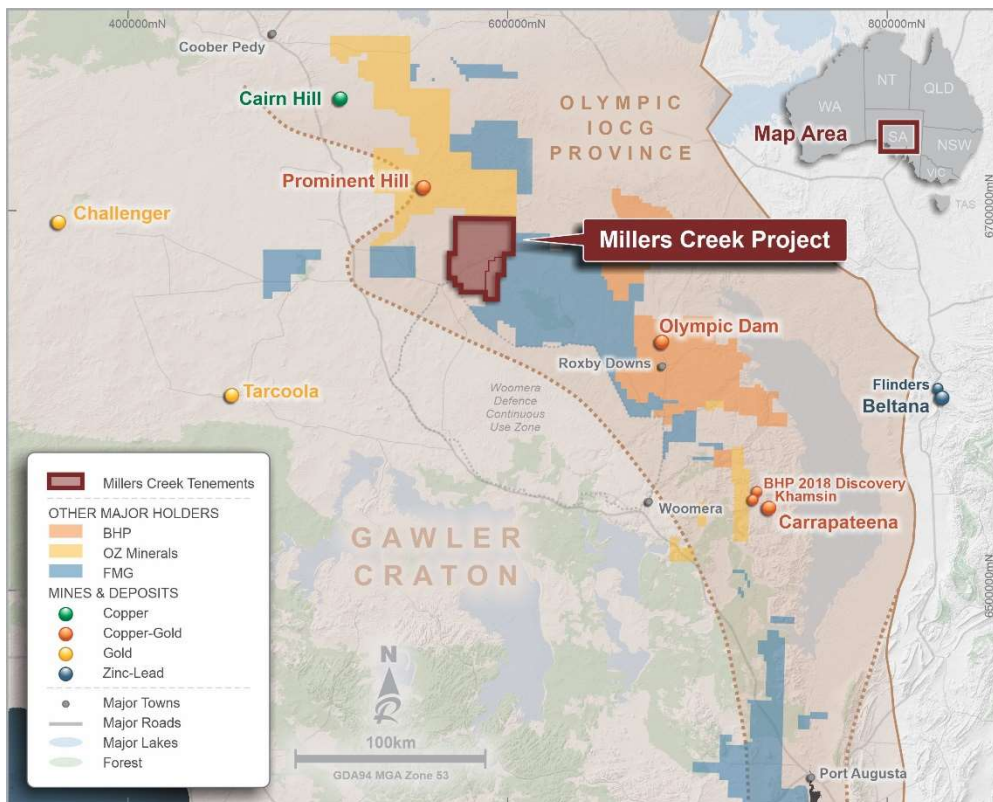 400000mN
600000mN
800000mN
Coober Pedy
Cairn Hill
OLYMPIC
IOCG
PROVINCE
NT
QLD
WA
SA
NSW
VIC
TAS
Map Area
Prominent Hill
Challenger
6700000mN
Millers Creek Project
Olympic Dam
Roxby Downs
Tarcoola
Woomera
Defence
Continuous
Use Zone
Flinders
Beltana
BHP 2018 Discovery
Khamsin
Carrapateena
Woomera
GAWLER
CRATON
6500000mN
Millers Creek Tenements
OTHER MAJOR HOLDERS
BHP
OZ Minerals
FMG
MINES & DEPOSITS
Copper
Copper-Gold
Gold
Zinc-Lead
Major Towns
Major Roads
Major Lakes
Forest
N
100km
GDA94 MGA Zone 53
Port Augusta